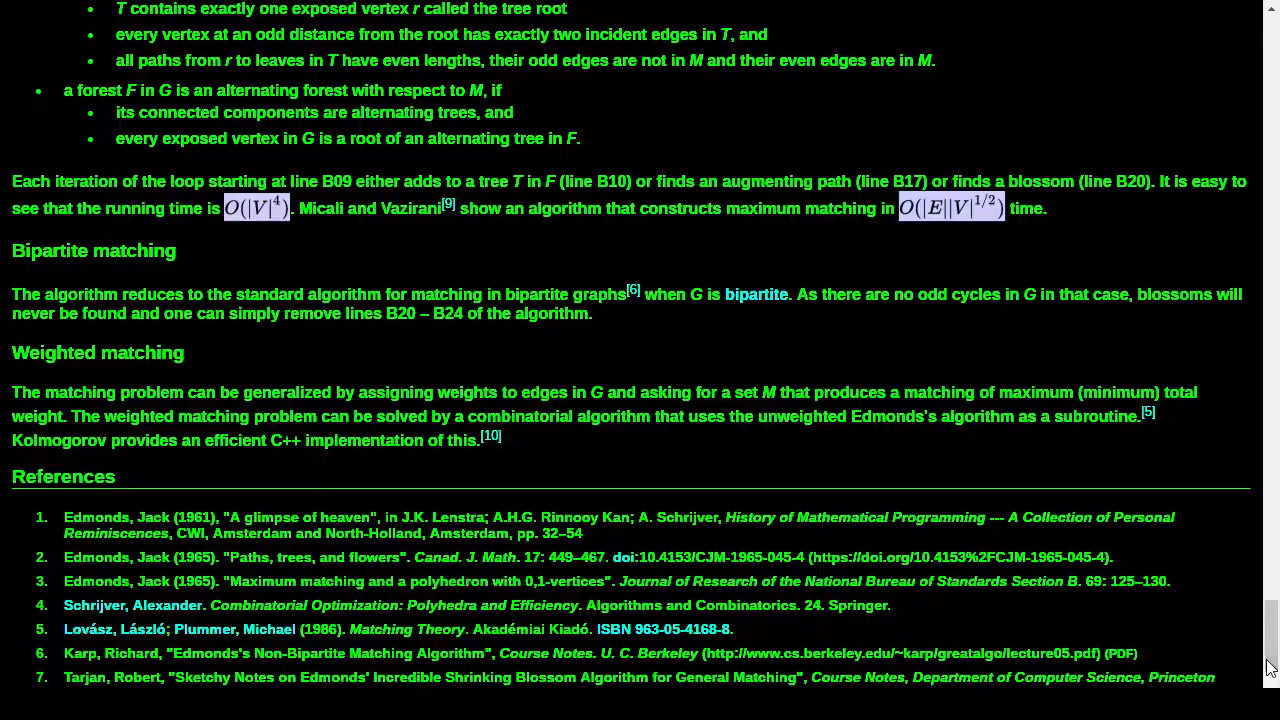 T contains exactly one exposed vertex r called the tree root
every vertex at an odd distance from the root has exactly two incident edges in T, and
all paths from r to leaves in T have even lengths, their odd edges are not in M and their even edges are in M.
a forest F in G is an alternating forest with respect to M, if
its connected components are alternating trees, and
every exposed vertex in G is a root of an alternating tree in F.
Each iteration of the loop starting at line B09 either adds to a tree T in F (line B10) or finds an augmenting path (line B17) or finds a blossom (line B20). It is easy to
see that the running time is O(|V|^4). Micali and Vazirani[9] show an algorithm that constructs maximum matching in O(|E||V|^1/2) time.
Bipartite matching
The algorithm reduces to the standard algorithm for matching in bipartite graphs[6] when G is bipartite. As there are no odd cycles in G in that case, blossoms will
never be found and one can simply remove lines B20 – B24 of the algorithm.
Weighted matching
The matching problem can be generalized by assigning weights to edges in G and asking for a set M that produces a matching of maximum (minimum) total
weight. The weighted matching problem can be solved by a combinatorial algorithm that uses the unweighted Edmonds's algorithm as a subroutine.[5]
Kolmogorov provides an efficient C++ implementation of this.[10]
References
1. Edmonds, Jack (1961), "A glimpse of heaven", in J.K. Lenstra; A.H.G. Rinnooy Kan; A. Schrijver, History of Mathematical Programming --- A Collection of Personal
Reminiscences, CWI, Amsterdam and North-Holland, Amsterdam, pp. 32–54
2. Edmonds, Jack (1965). "Paths, trees, and flowers". Canad. J. Math. 17: 449–467. doi:10.4153/CJM-1965-045-4 (https://doi.org/10.4153%2FCJM-1965-045-4).
3. Edmonds, Jack (1965). "Maximum matching and a polyhedron with 0,1-vertices". Journal of Research of the National Bureau of Standards Section B. 69: 125–130.
4. Schrijver, Alexander. Combinatorial Optimization: Polyhedra and Efficiency. Algorithms and Combinatorics. 24. Springer.
5. Lovász, László; Plummer, Michael (1986). Matching Theory. Akadémiai Kiadó. ISBN 963-05-4168-8.
6. Karp, Richard, "Edmonds's Non-Bipartite Matching Algorithm", Course Notes. U. C. Berkeley (http://www.cs.berkeley.edu/~karp/greatalgo/lecture05.pdf) (PDF)
7. Tarjan, Robert, "Sketchy Notes on Edmonds' Incredible Shrinking Blossom Algorithm for General Matching", Course Notes, Department of Computer Science, Princeton